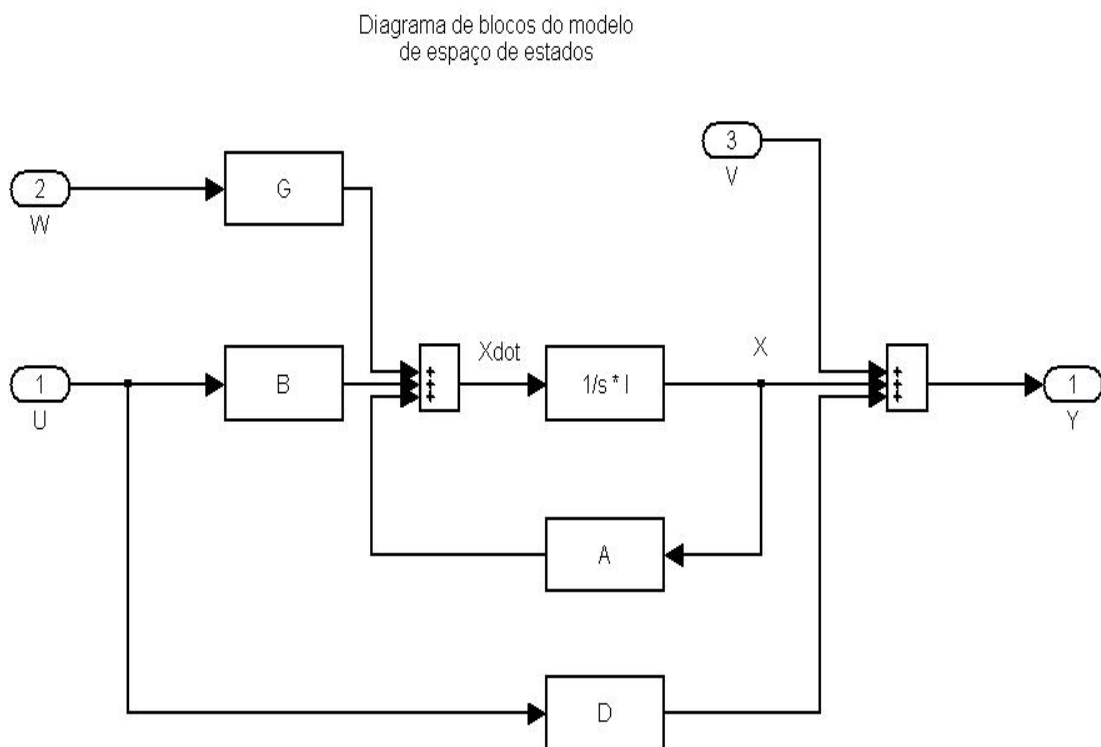 Diagrama de blocos do modelo
de espaço de estados
3
V
2
W
G
1
U
B
+
+
+
Xdot
1/s * I
X
+
+
+
1
Y
A
D